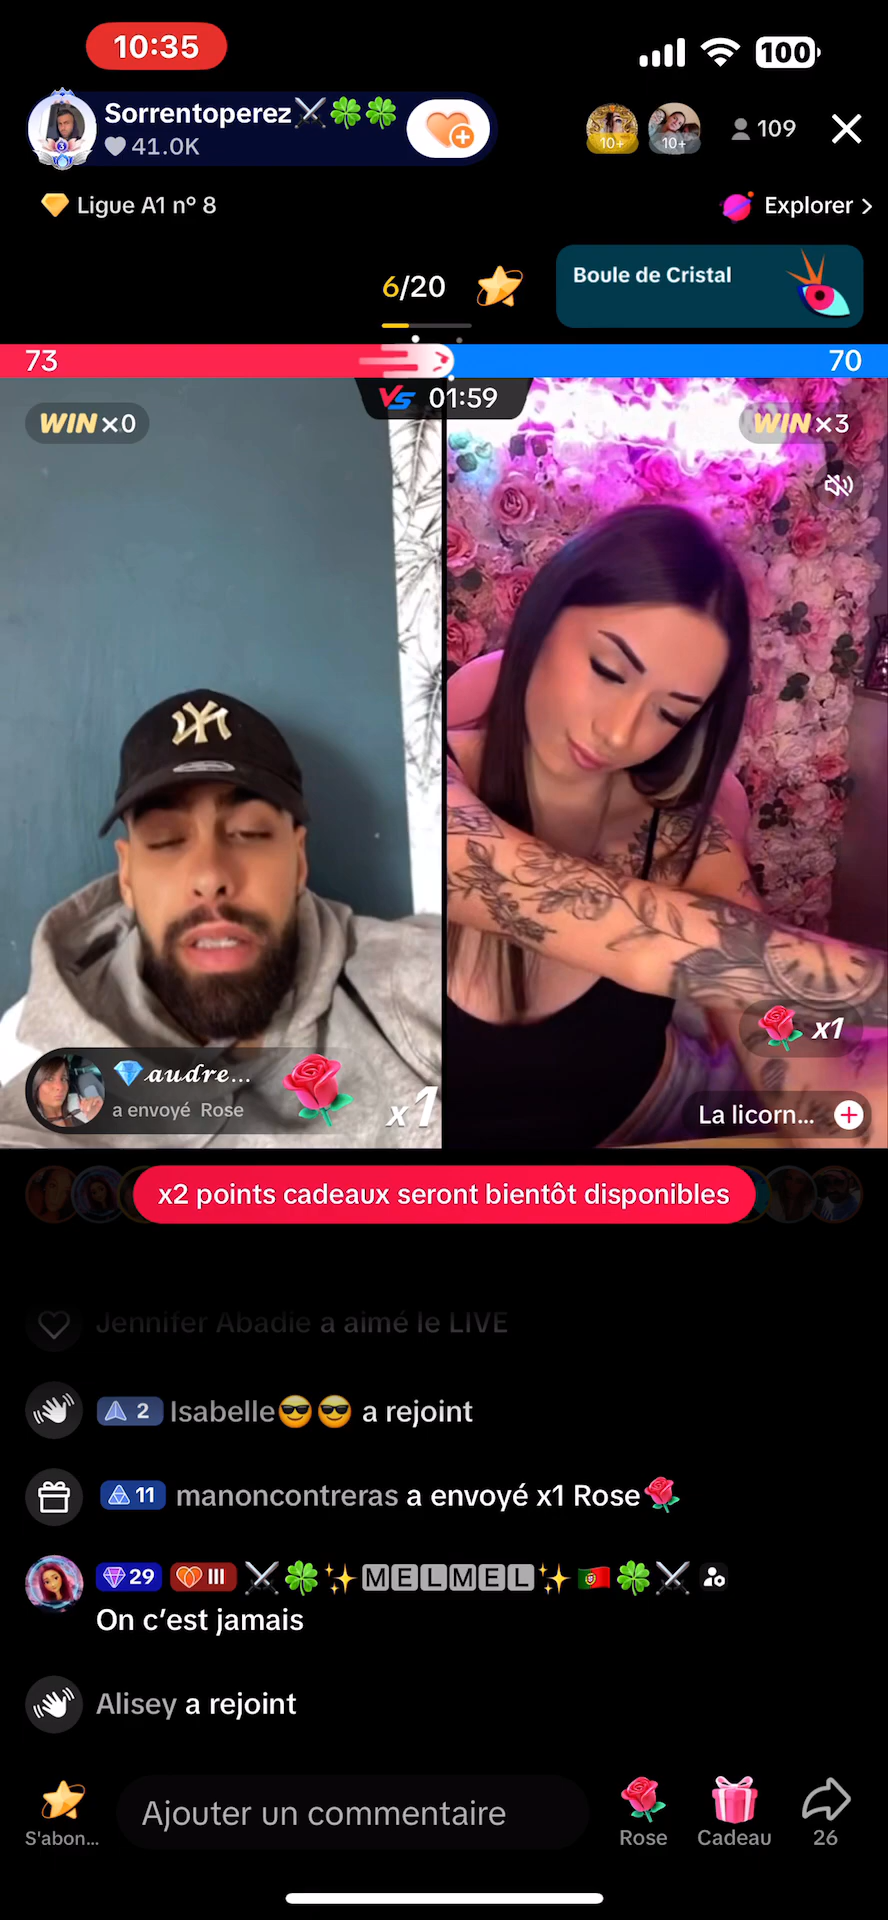 10:35
100
Sorrentoperez⚔️🍀🍀
41.0K
10+
10+
109
Ligue A1 n° 8
Explorer >
6/20
Boule de Cristal
73
70
VS 01:59
WIN x0
WIN x3
💎𝓪𝓾𝓭𝓻𝓮...
a envoyé Rose
x1
x1
La licorn...
x2 points cadeaux seront bientôt disponibles
Jennifer Abadie a aimé le LIVE
2 Isabelle😎😎 a rejoint
11 manoncontreras a envoyé x1 Rose🌹
29 III ⚔️🍀✨🄼🄴🄻🄼🄴🄻✨🇵🇹🍀⚔️
On c’est jamais
Alisey a rejoint
S'abon...
Ajouter un commentaire
Rose
Cadeau
26